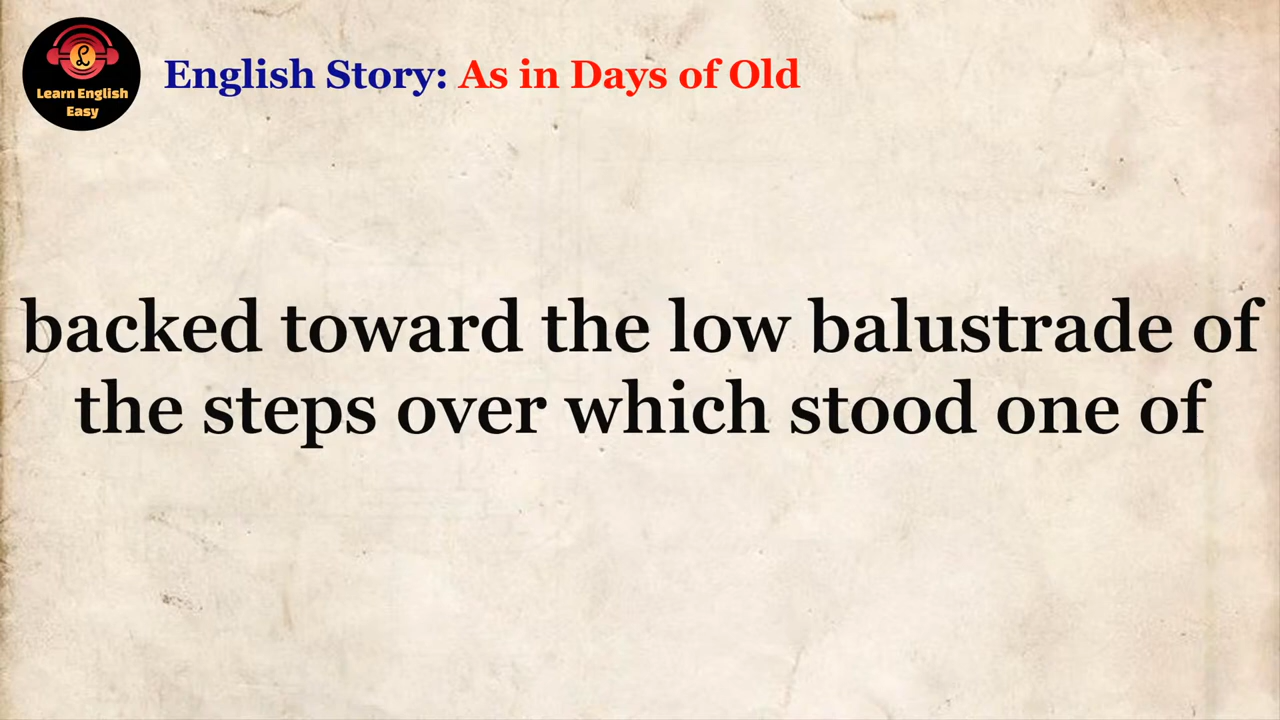 Learn English
Easy
English Story: As in Days of Old
backed toward the low balustrade of
the steps over which stood one of